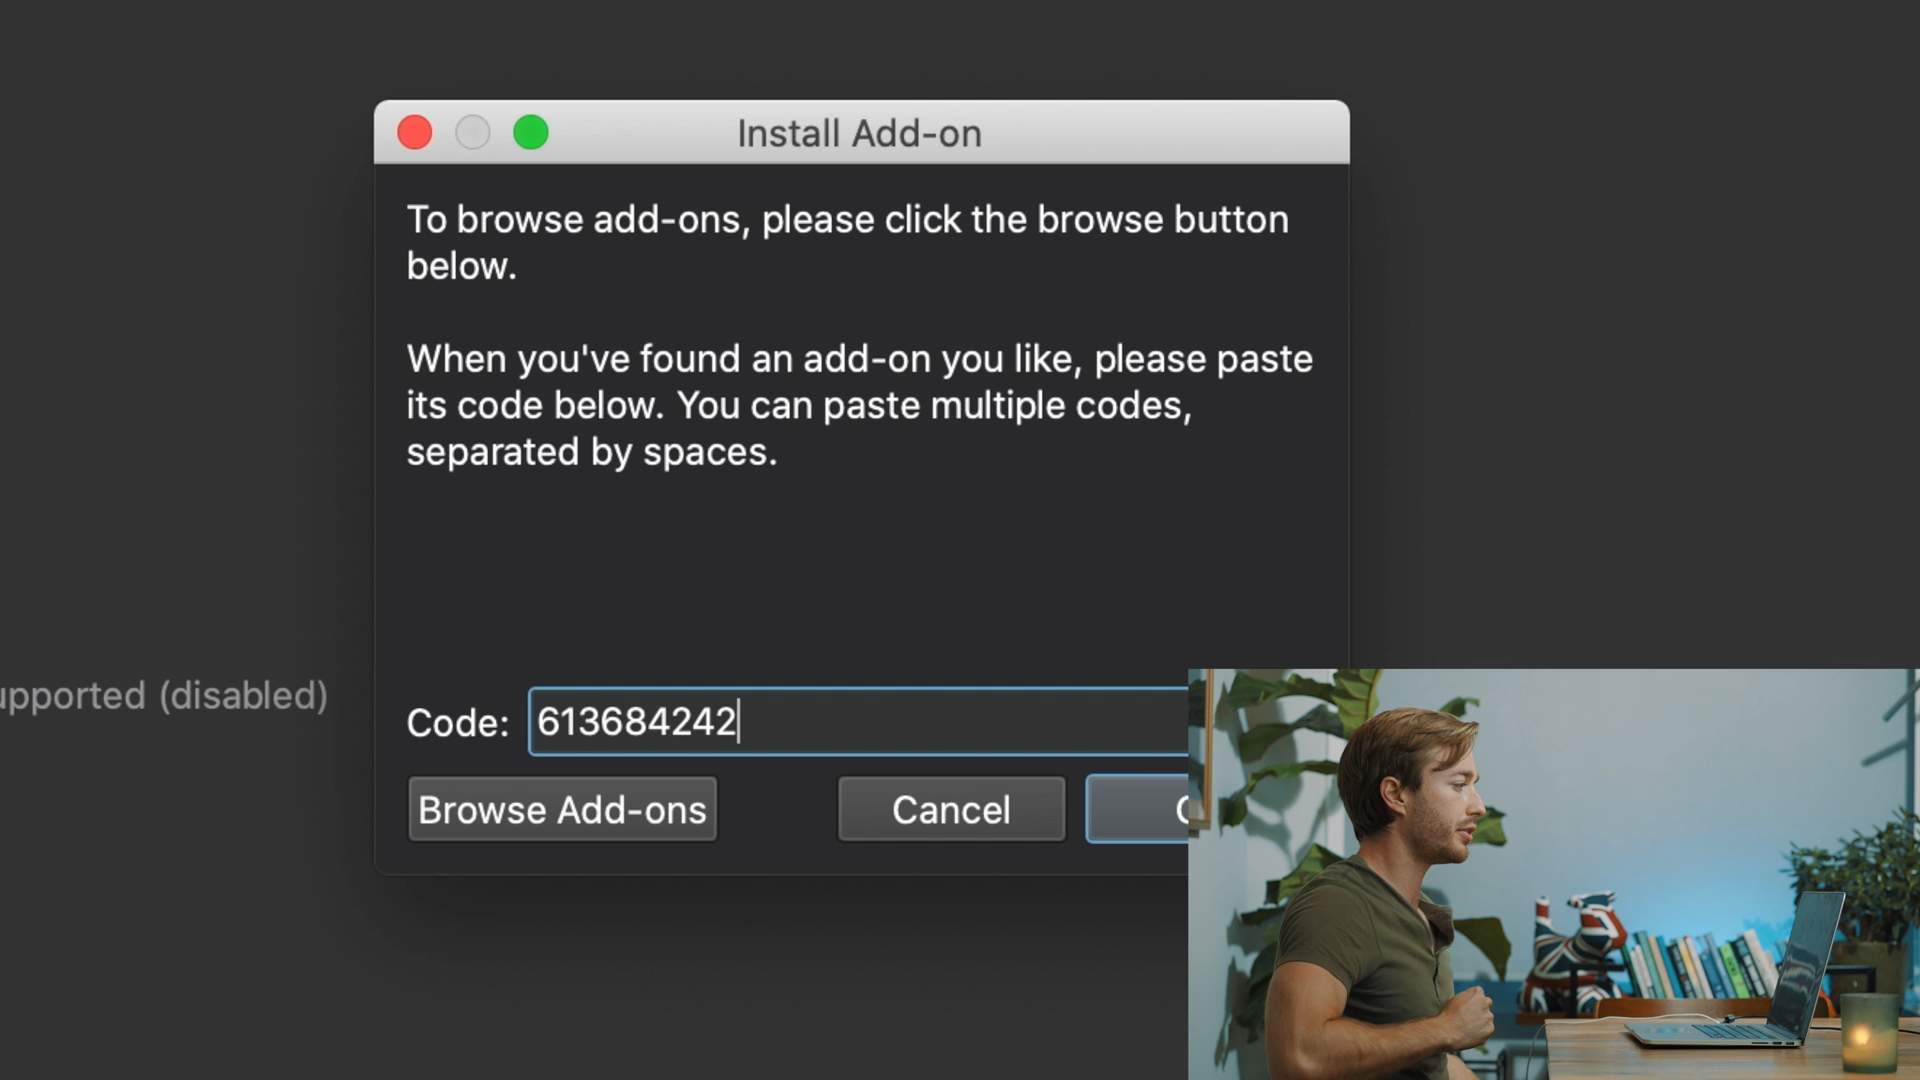 Install Add-on
To browse add-ons, please click the browse button
below.
When you've found an add-on you like, please paste
its code below. You can paste multiple codes,
separated by spaces.
(disabled)
Code: 613684242
Browse Add-ons
Cancel